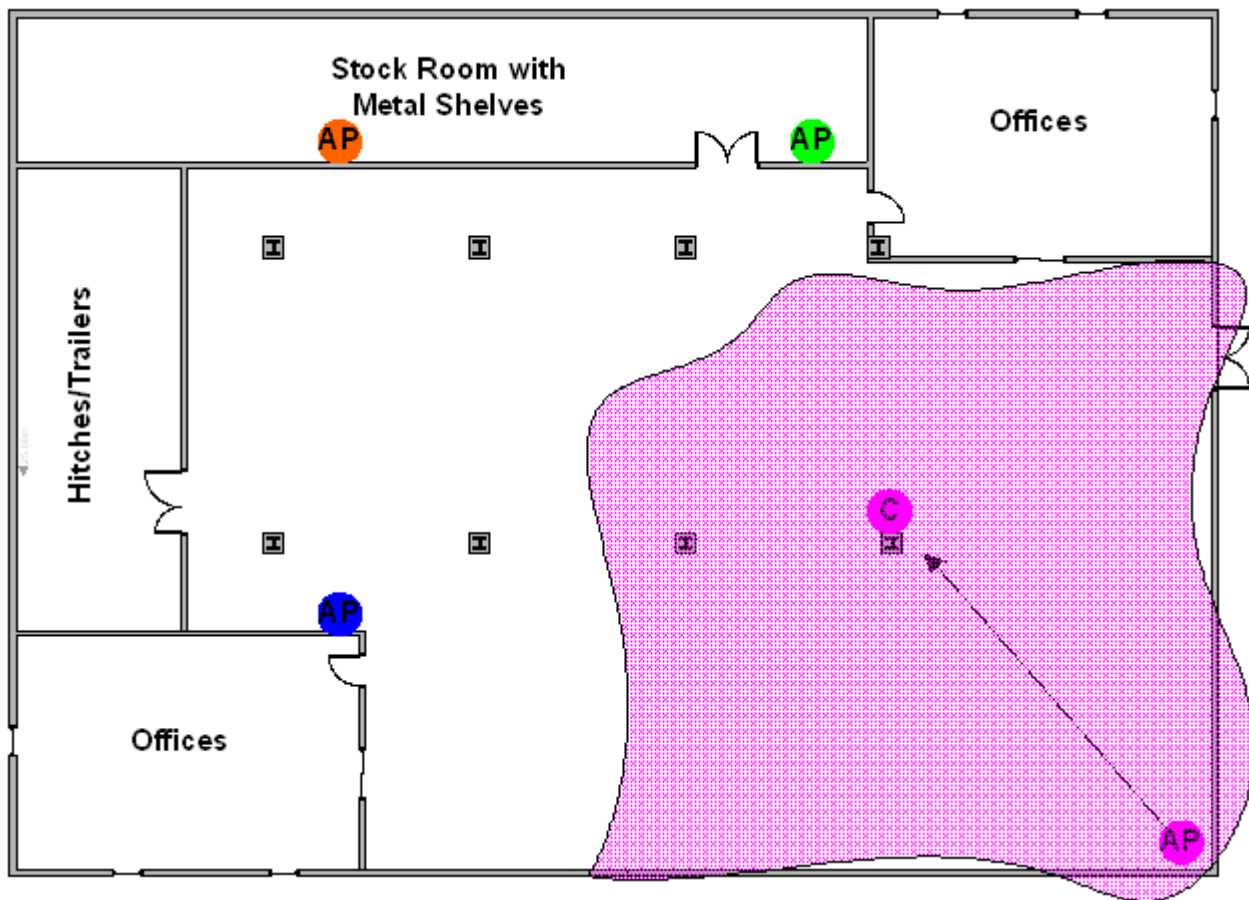 Stock Room with
Metal Shelves
AP
AP
Offices
Hitches/Trailers
C
AP
Offices
AP